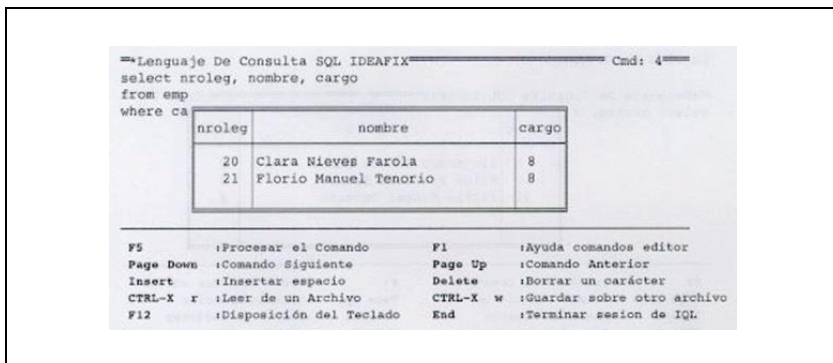 *Lenguaje De Consulta SQL IDEAFIX Cmd: 4
select nroleg, nombre, cargo
from emp
where ca
nroleg nombre cargo
20 Clara Nieves Farola 8
21 Florio Manuel Tenorio 8
F5 :Procesar el Comando F1 :Ayuda comandos editor
Page Down :Comando Siguiente Page Up :Comando Anterior
Insert :Insertar espacio Delete :Borrar un carácter
CTRL-X r :Leer de un Archivo CTRL-X w :Guardar sobre otro archivo
F12 :Disposición del Teclado End :Terminar sesion de IQL